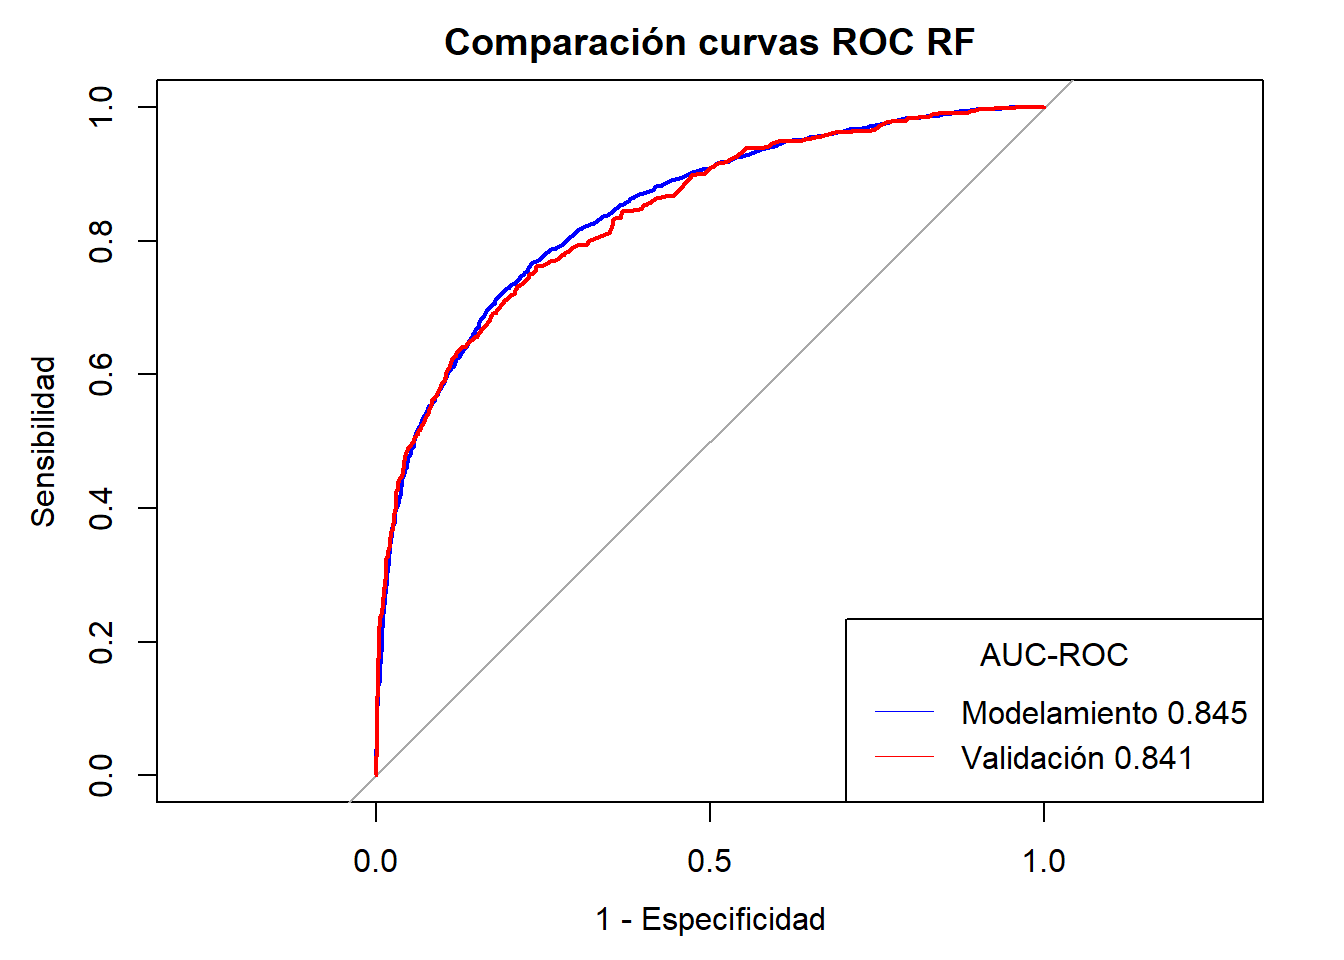 Comparación curvas ROC RF
Sensibilidad
1.0
0.8
0.6
0.4
0.2
0.0
AUC-ROC
Modelamiento 0.845
Validación 0.841
0.0 0.5 1.0
1 - Especificidad